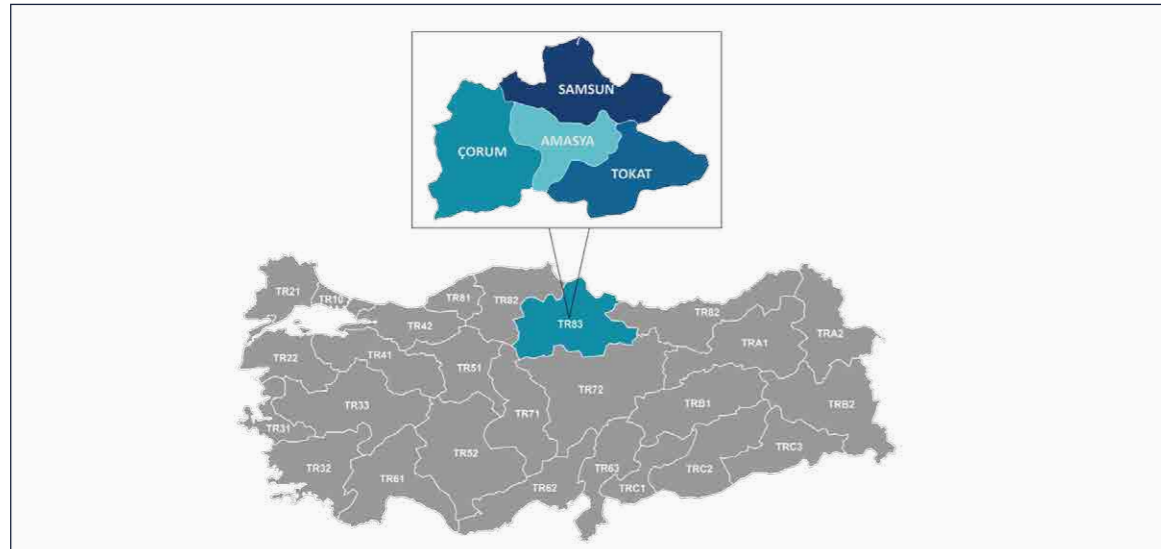 SAMSUN
AMASYA
ÇORUM
TOKAT
TR21
TR10
TR81
TR82
TR42
TR83
TR82
TRA2
TRA1
TR22
TR41
TR51
TR72
TRB1
TRB2
TR33
TR71
TR31
TR52
TRC3
TR32
TR61
TR63
TRC2
TR62
TRC1